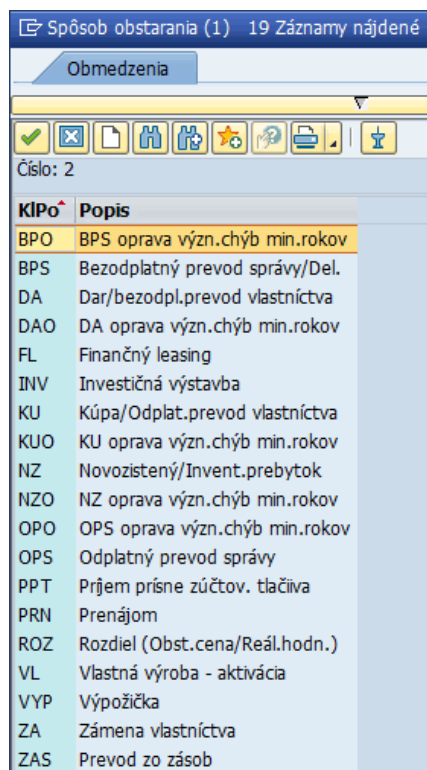 Spôsob obstarania (1) 19 Záznamy nájdené
Obmedzenia
Číslo: 2
KlPo Popis
BPO BPS oprava význ.chýb min.rokov
BPS Bezodplatný prevod správy/Del.
DA Dar/bezodpl.prevod vlastníctva
DAO DA oprava význ.chýb min.rokov
FL Finančný leasing
INV Investičná výstavba
KU Kúpa/Odplat.prevod vlastníctva
KUO KU oprava význ.chýb min.rokov
NZ Novozistený/Invent.prebytok
NZO NZ oprava význ.chýb min.rokov
OPO OPS oprava význ.chýb min.rokov
OPS Odplatný prevod správy
PPT Príjem prísne zúčtov. tlačiiva
PRN Prenájom
ROZ Rozdiel (Obst.cena/Reál.hodn.)
VL Vlastná výroba - aktivácia
VYP Výpožička
ZA Zámena vlastníctva
ZAS Prevod zo zásob